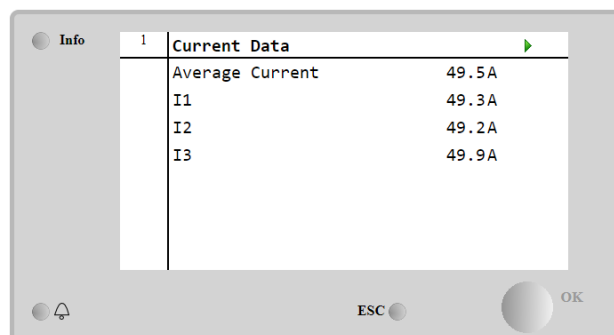 Info
1 Current Data
Average Current 49.5A
I1 49.3A
I2 49.2A
I3 49.9A
ESC
OK